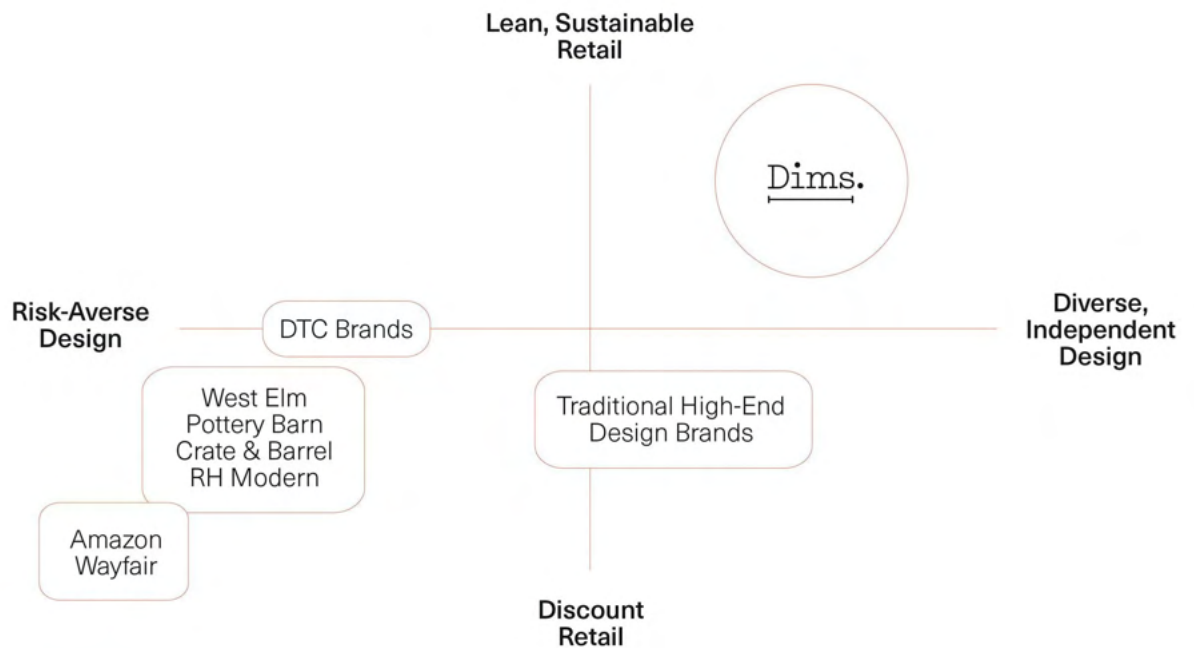 Lean, Sustainable
Retail
Dims.
Risk-Averse
Design
DTC Brands
Diverse,
Independent
Design
West Elm
Pottery Barn
Crate & Barrel
RH Modern
Traditional High-End
Design Brands
Amazon
Wayfair
Discount
Retail